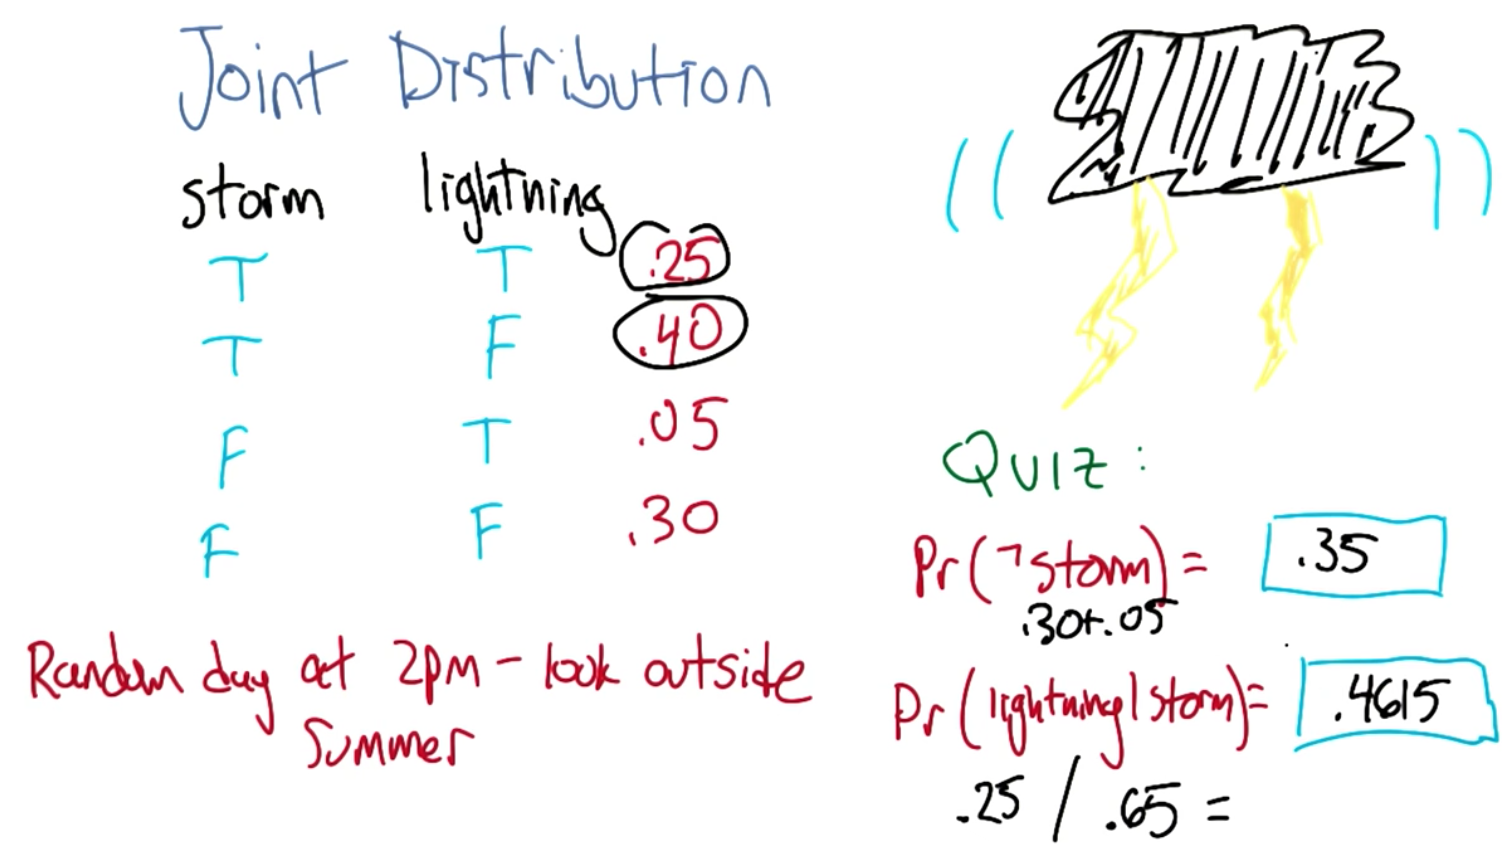 Joint Distribution
storm lightning
T T .25
T F .40
F T .05
F F .30
Random day at 2pm - look outside
Summer
Quiz:
Pr(¬storm) = .35
.30+.05
Pr(lightning|storm)= .4615
.25 / .65 =